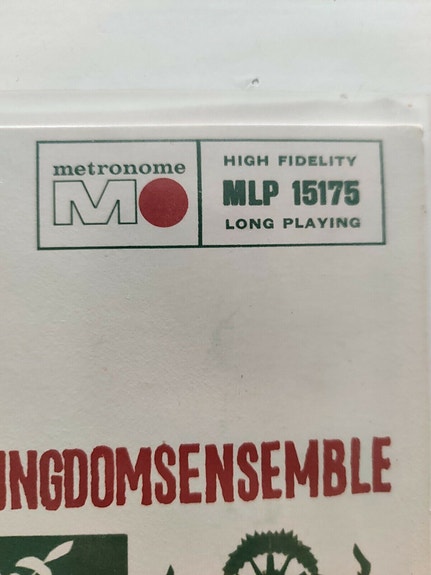 metronome
M
HIGH FIDELITY
MLP 15175
LONG PLAYING
UNGDOMSENSEMBLE